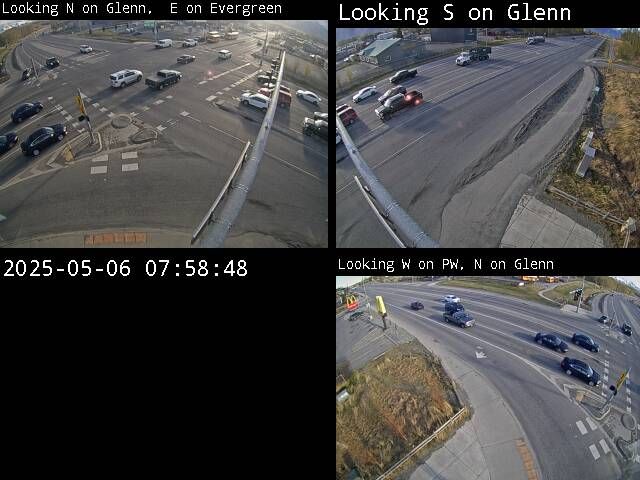 Looking N on Glenn,  E on Evergreen
Looking S on Glenn
2025-05-06 07:58:48
Looking W on PW, N on Glenn